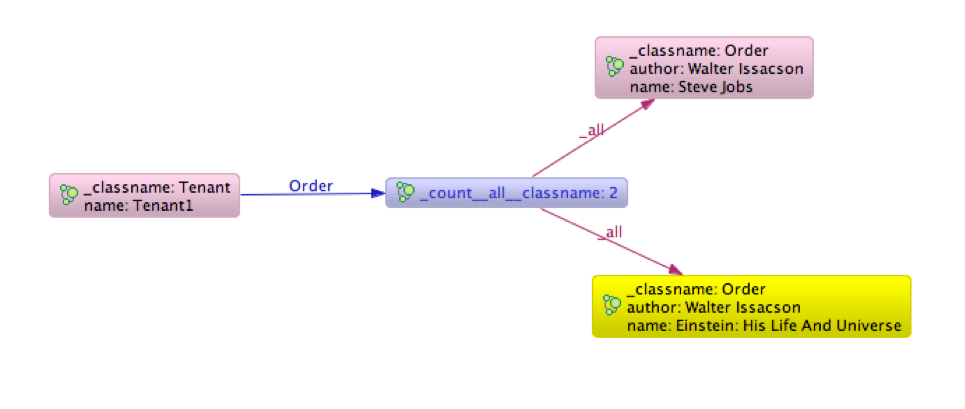 _classname: Order
author: Walter Issacson
name: Steve Jobs
_all
_classname: Tenant
name: Tenant1
Order
_count__all__classname: 2
_all
_classname: Order
author: Walter Issacson
name: Einstein: His Life And Universe